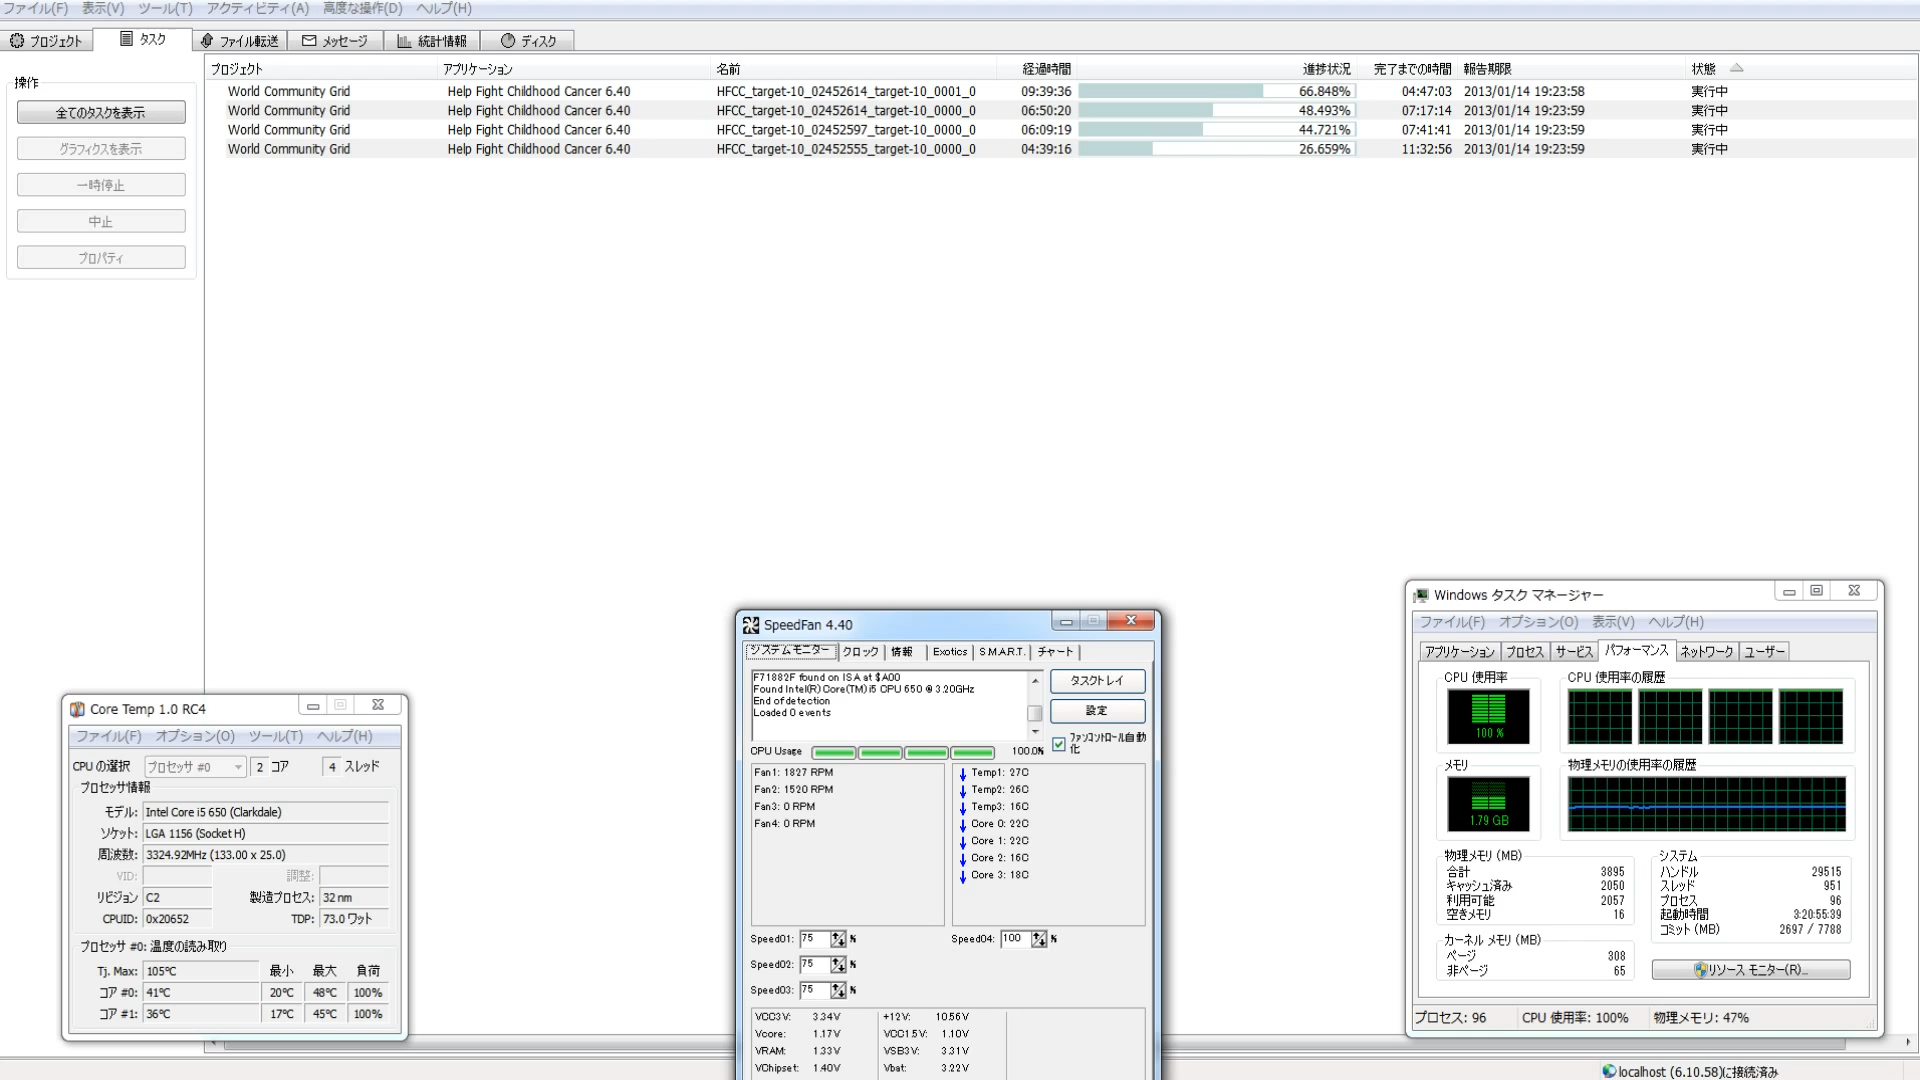 ファイル(F) 表示(V) ツール(T) アクティビティ(A) 高度な操作(D) ヘルプ(H)
プロジェクト タスク ファイル転送 メッセージ 統計情報 ディスク
操作
全てのタスクを表示
グラフィクスを表示
一時停止
中止
プロパティ
プロジェクト アプリケーション 名前 経過時間 進捗状況 完了までの時間 報告期限 状態
World Community Grid Help Fight Childhood Cancer 6.40 HFCC_target-10_02452614_target-10_0001_0 09:39:36 66.848% 04:47:03 2013/01/14 19:23:58 実行中
World Community Grid Help Fight Childhood Cancer 6.40 HFCC_target-10_02452614_target-10_0000_0 06:50:20 48.493% 07:17:14 2013/01/14 19:23:59 実行中
World Community Grid Help Fight Childhood Cancer 6.40 HFCC_target-10_02452597_target-10_0000_0 06:09:19 44.721% 07:41:41 2013/01/14 19:23:59 実行中
World Community Grid Help Fight Childhood Cancer 6.40 HFCC_target-10_02452555_target-10_0000_0 04:39:16 26.659% 11:32:56 2013/01/14 19:23:59 実行中
Core Temp 1.0 RC4
ファイル(F) オプション(O) ツール(T) ヘルプ(H)
CPU の選択 プロセッサ #0 2 コア 4 スレッド
プロセッサ情報
モデル: Intel Core i5 650 (Clarkdale)
ソケット: LGA 1156 (Socket H)
周波数: 3324.92MHz (133.00 x 25.0)
VID: 調整:
リビジョン C2 製造プロセス: 32 nm
CPUID: 0x20652 TDP: 73.0 ワット
プロセッサ #0: 温度の読み取り
Tj. Max: 105℃ 最小 最大 負荷
コア #0: 41℃ 20℃ 48℃ 100%
コア #1: 36℃ 17℃ 45℃ 100%
SpeedFan 4.40
システムモニター クロック 情報 Exotics S.M.A.R.T. チャート
F71882F found on ISA at $A00
Found Intel(R) Core(TM) i5 CPU 650 @ 3.20GHz
End of detection
Loaded 0 events
タスクトレイ
設定
ファンコントロール自動化
CPU Usage 100.0%
Fan1: 1827 RPM
Fan2: 1520 RPM
Fan3: 0 RPM
Fan4: 0 RPM
Temp1: 27C
Temp2: 26C
Temp3: 16C
Core 0: 22C
Core 1: 22C
Core 2: 16C
Core 3: 18C
Speed01: 75 % Speed04: 100 %
Speed02: 75 %
Speed03: 75 %
VCC3V: 3.34V +12V: 10.56V
Vcore: 1.17V VCC1.5V: 1.10V
VRAM: 1.33V VSB3V: 3.31V
VChipset: 1.40V Vbat: 3.22V
Windows タスク マネージャー
ファイル(F) オプション(O) 表示(V) ヘルプ(H)
アプリケーション プロセス サービス パフォーマンス ネットワーク ユーザー
CPU 使用率 CPU 使用率の履歴
100 %
メモリ 物理メモリの使用率の履歴
1.79 GB
物理メモリ (MB)
合計 3895
キャッシュ済み 2050
利用可能 2057
空きメモリ 16
カーネル メモリ (MB)
ページ 308
非ページ 65
システム
ハンドル 29515
スレッド 951
プロセス 96
起動時間 3:20:55:39
コミット (MB) 2697 / 7788
リソース モニター(R)...
プロセス: 96 CPU 使用率: 100% 物理メモリ: 47%
localhost (6.10.58)に接続済み